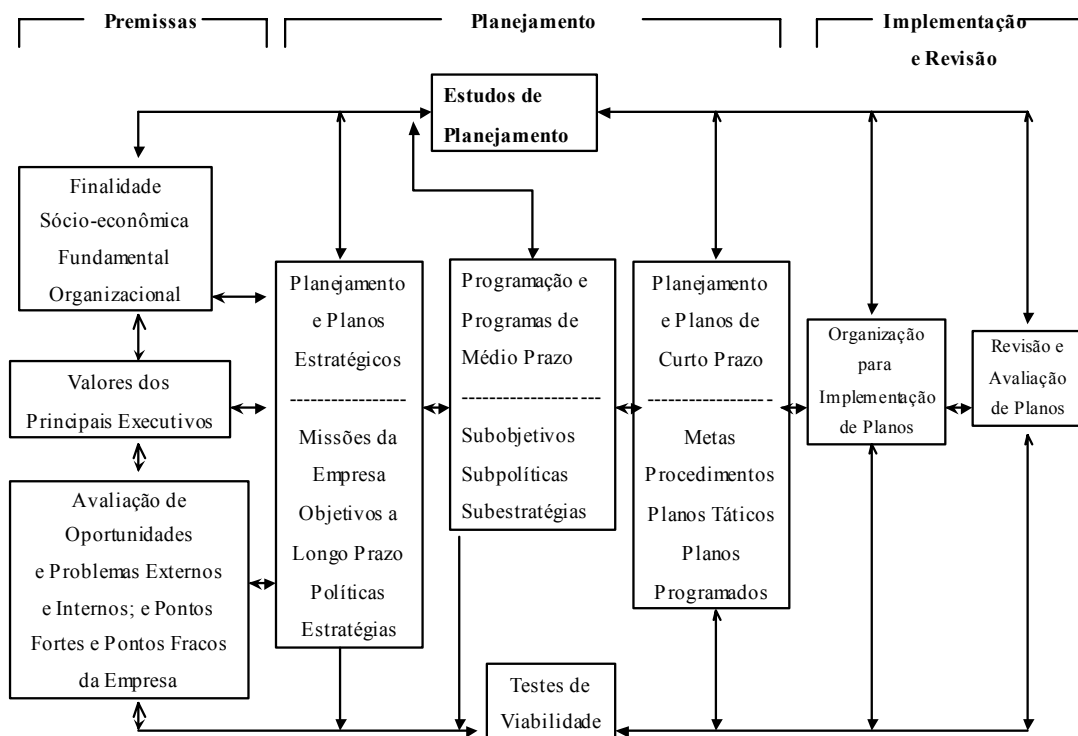 Premissas
Planejamento
Implementação
e Revisão
Estudos de
Planejamento
Finalidade
Sócio-econômica
Fundamental
Organizacional
Valores dos
Principais Executivos
Avaliação de
Oportunidades
e Problemas Externos
e Internos; e Pontos
Fortes e Pontos Fracos
da Empresa
Planejamento
e Planos
Estratégicos
Missões da
Empresa
Objetivos a
Longo Prazo
Políticas
Estratégias
Programação e
Programas de
Médio Prazo
Subobjetivos
Subpolíticas
Subestratégias
Planejamento
e Planos de
Curto Prazo
Metas
Procedimentos
Planos Táticos
Planos
Programados
Organização
para
Implementação
de Planos
Revisão e
Avaliação
de Planos
Testes de
Viabilidade